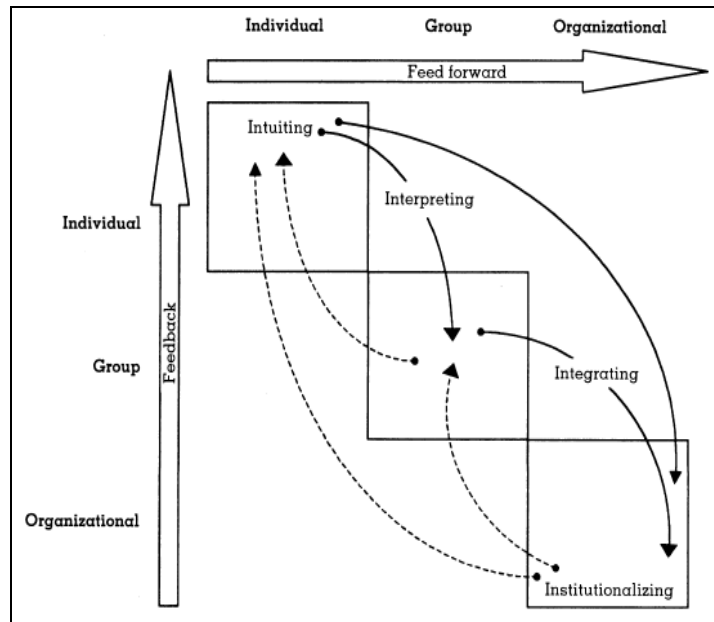 Individual Group Organizational
Feed forward
Intuiting
Interpreting
Individual
Group
Feedback
Integrating
Organizational
Institutionalizing